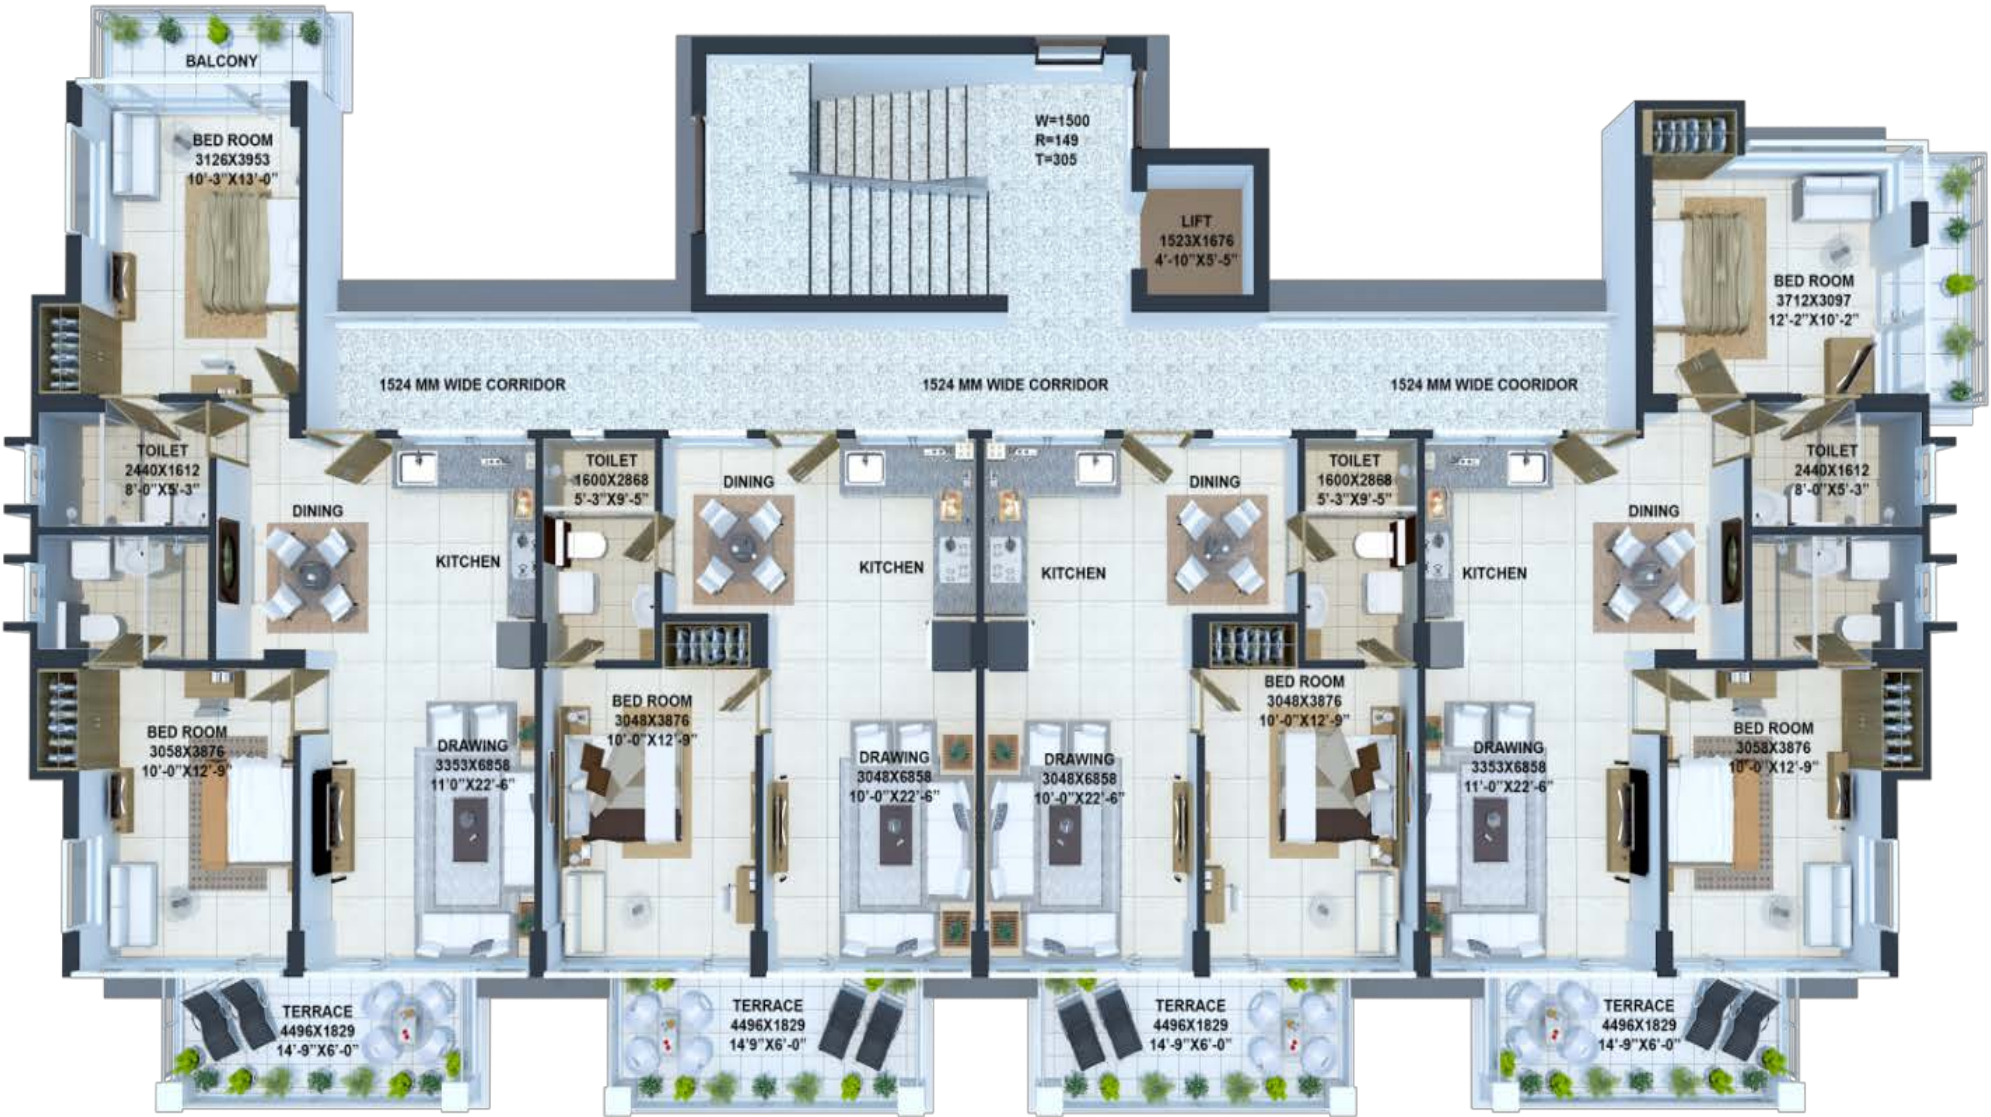 BALCONY
BED ROOM
3126X3953
10'-3"X13'-0"
W=1500
R=149
T=305
LIFT
1523X1676
4'-10"X5'-5"
BED ROOM
3712X3097
12'-2"X10'-2"
1524 MM WIDE CORRIDOR
1524 MM WIDE CORRIDOR
1524 MM WIDE COORIDOR
TOILET
2440X1612
8'-0"X5'-3"
DINING
KITCHEN
TOILET
1600X2868
5'-3"X9'-5"
DINING
KITCHEN
KITCHEN
DINING
TOILET
1600X2868
5'-3"X9'-5"
KITCHEN
DINING
TOILET
2440X1612
8'-0"X5'-3"
BED ROOM
3058X3876
10'-0"X12'-9"
DRAWING
3353X6858
11'0"X22'-6"
BED ROOM
3048X3876
10'-0"X12'-9"
DRAWING
3048X6858
10'-0"X22'-6"
DRAWING
3048X6858
10'-0"X22'-6"
BED ROOM
3048X3876
10'-0"X12'-9"
DRAWING
3353X6858
11'-0"X22'-6"
BED ROOM
3058X3876
10'-0"X12'-9"
TERRACE
4496X1829
14'-9"X6'-0"
TERRACE
4496X1829
14'9"X6'-0"
TERRACE
4496X1829
14'-9"X6'-0"
TERRACE
4496X1829
14'-9"X6'-0"